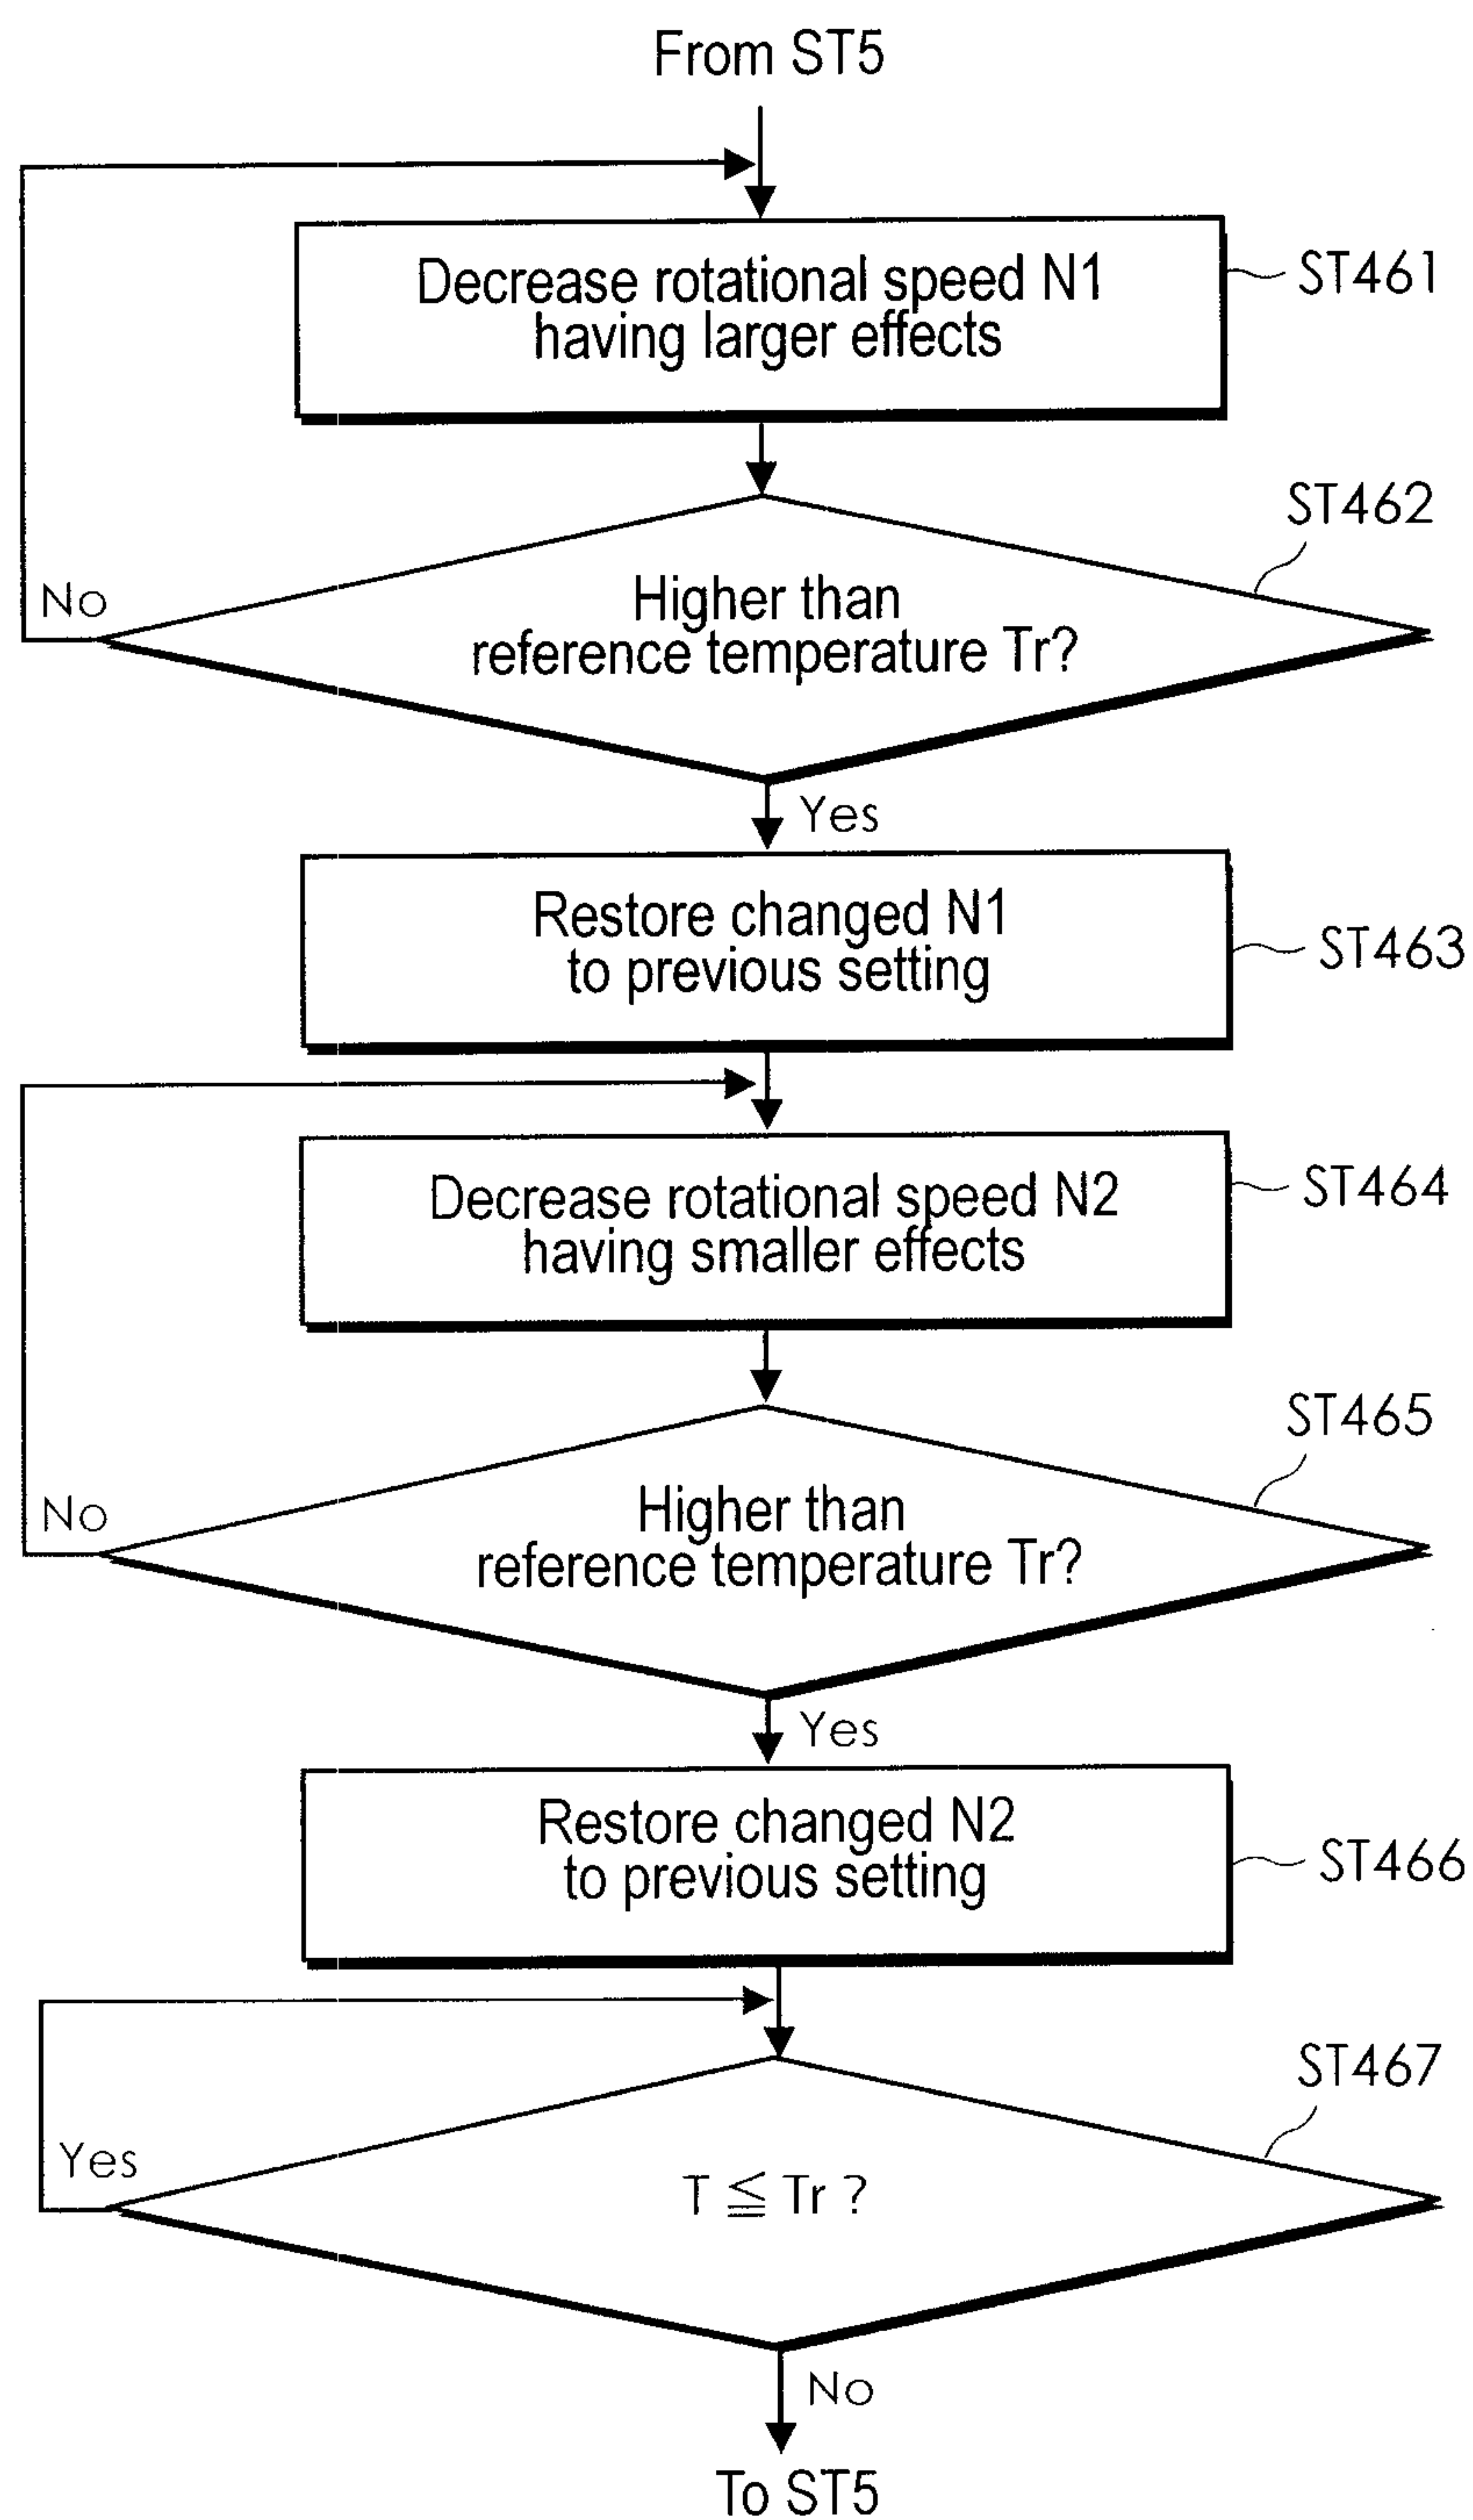 From ST5
Decrease rotational speed N1
having larger effects
ST461
ST462
No
Higher than
reference temperature Tr?
Yes
Restore changed N1
to previous setting
ST463
Decrease rotational speed N2
having smaller effects
ST464
ST465
No
Higher than
reference temperature Tr?
Yes
Restore changed N2
to previous setting
ST466
ST467
Yes
T ≦ Tr ?
No
To ST5